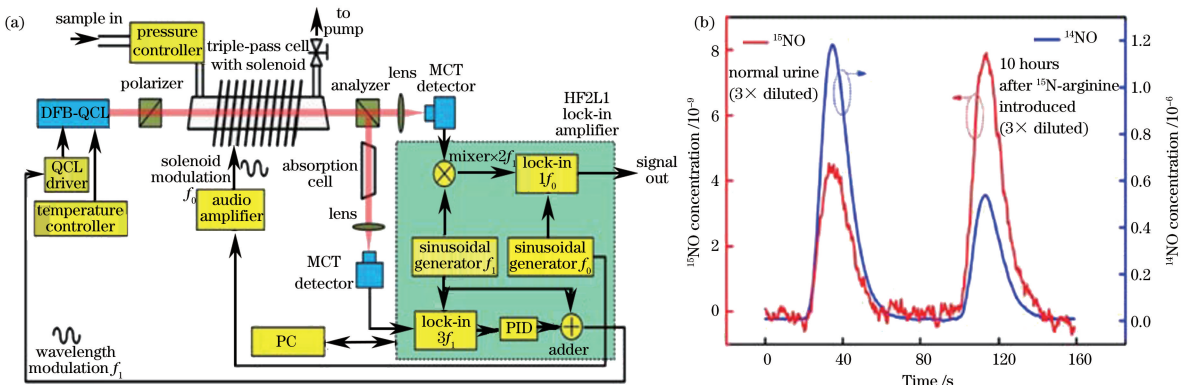 (a)
sample in
pressure
controller
to
pump
triple-pass cell
with solenoid
polarizer
analyzer
lens
MCT
detector
DFB-QCL
HF2L1
lock-in
amplifier
QCL
driver
temperature
controller
solenoid
modulation
f₀
audio
amplifier
absorption
cell
lens
MCT
detector
mixer×2f₁
lock-in
1f₀
signal
out
sinusoidal
generator f₁
sinusoidal
generator f₀
lock-in
3f₁
PID
adder
PC
wavelength
modulation f₁
(b)
¹⁵NO
¹⁴NO
normal urine
(3× diluted)
10 hours
after ¹⁵N-arginine
introduced
(3× diluted)
¹⁵NO concentration /10⁻⁹
8
6
4
2
0
¹⁴NO concentration /10⁻⁶
1.2
1.0
0.8
0.6
0.4
0.2
0.0
0 40 80 120 160
Time /s